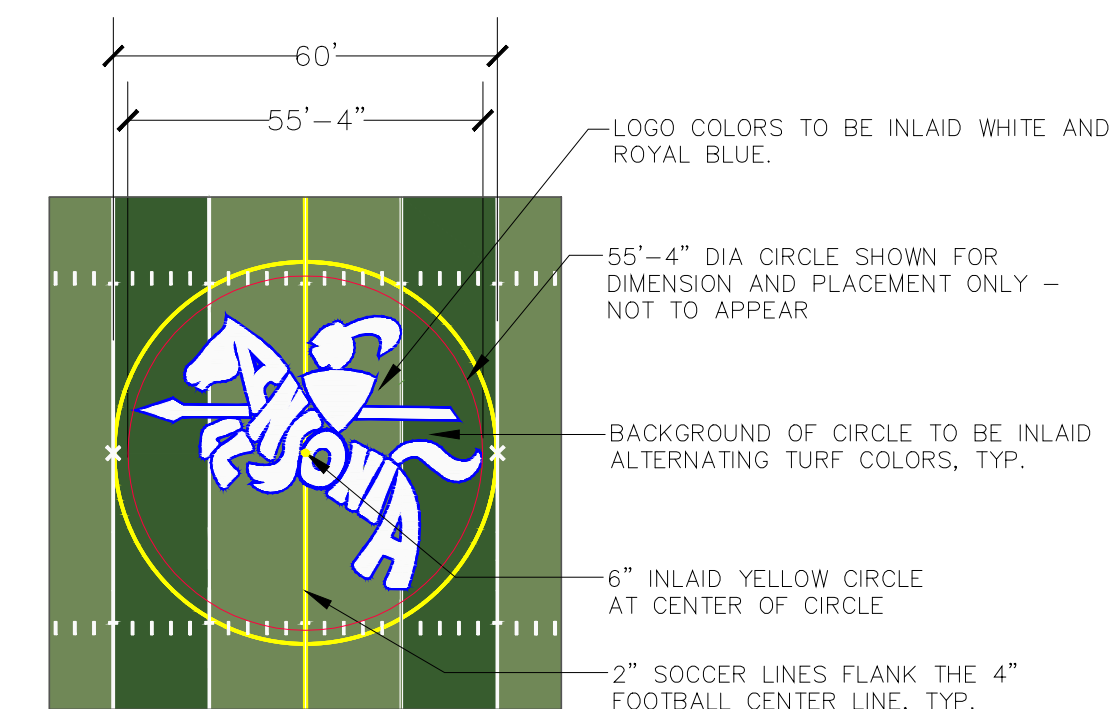 60'
55'-4"
LOGO COLORS TO BE INLAID WHITE AND
ROYAL BLUE.
55'-4" DIA CIRCLE SHOWN FOR
DIMENSION AND PLACEMENT ONLY -
NOT TO APPEAR
ANSONIA
BACKGROUND OF CIRCLE TO BE INLAID
ALTERNATING TURF COLORS, TYP.
6" INLAID YELLOW CIRCLE
AT CENTER OF CIRCLE
2" SOCCER LINES FLANK THE 4"
FOOTBALL CENTER LINE, TYP.